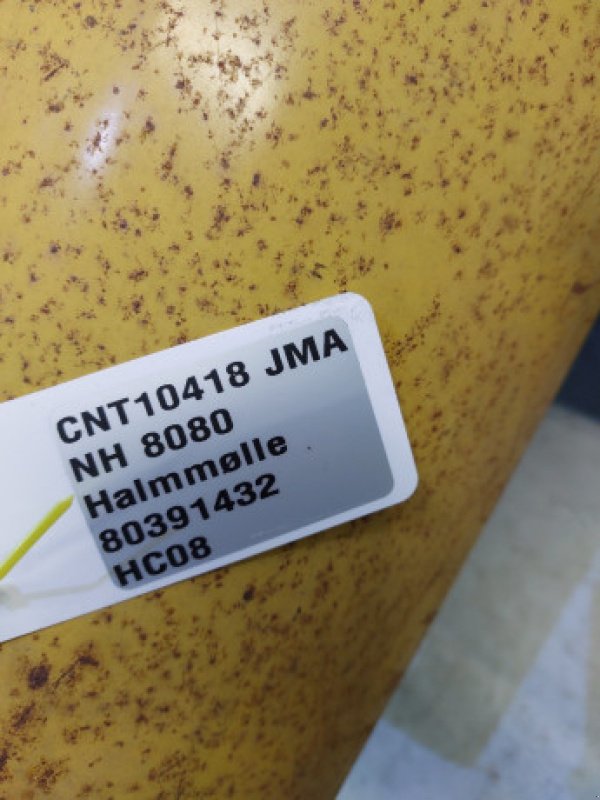 CNT10418 JMA
NH 8080
Halmmølle
80391432
HC08